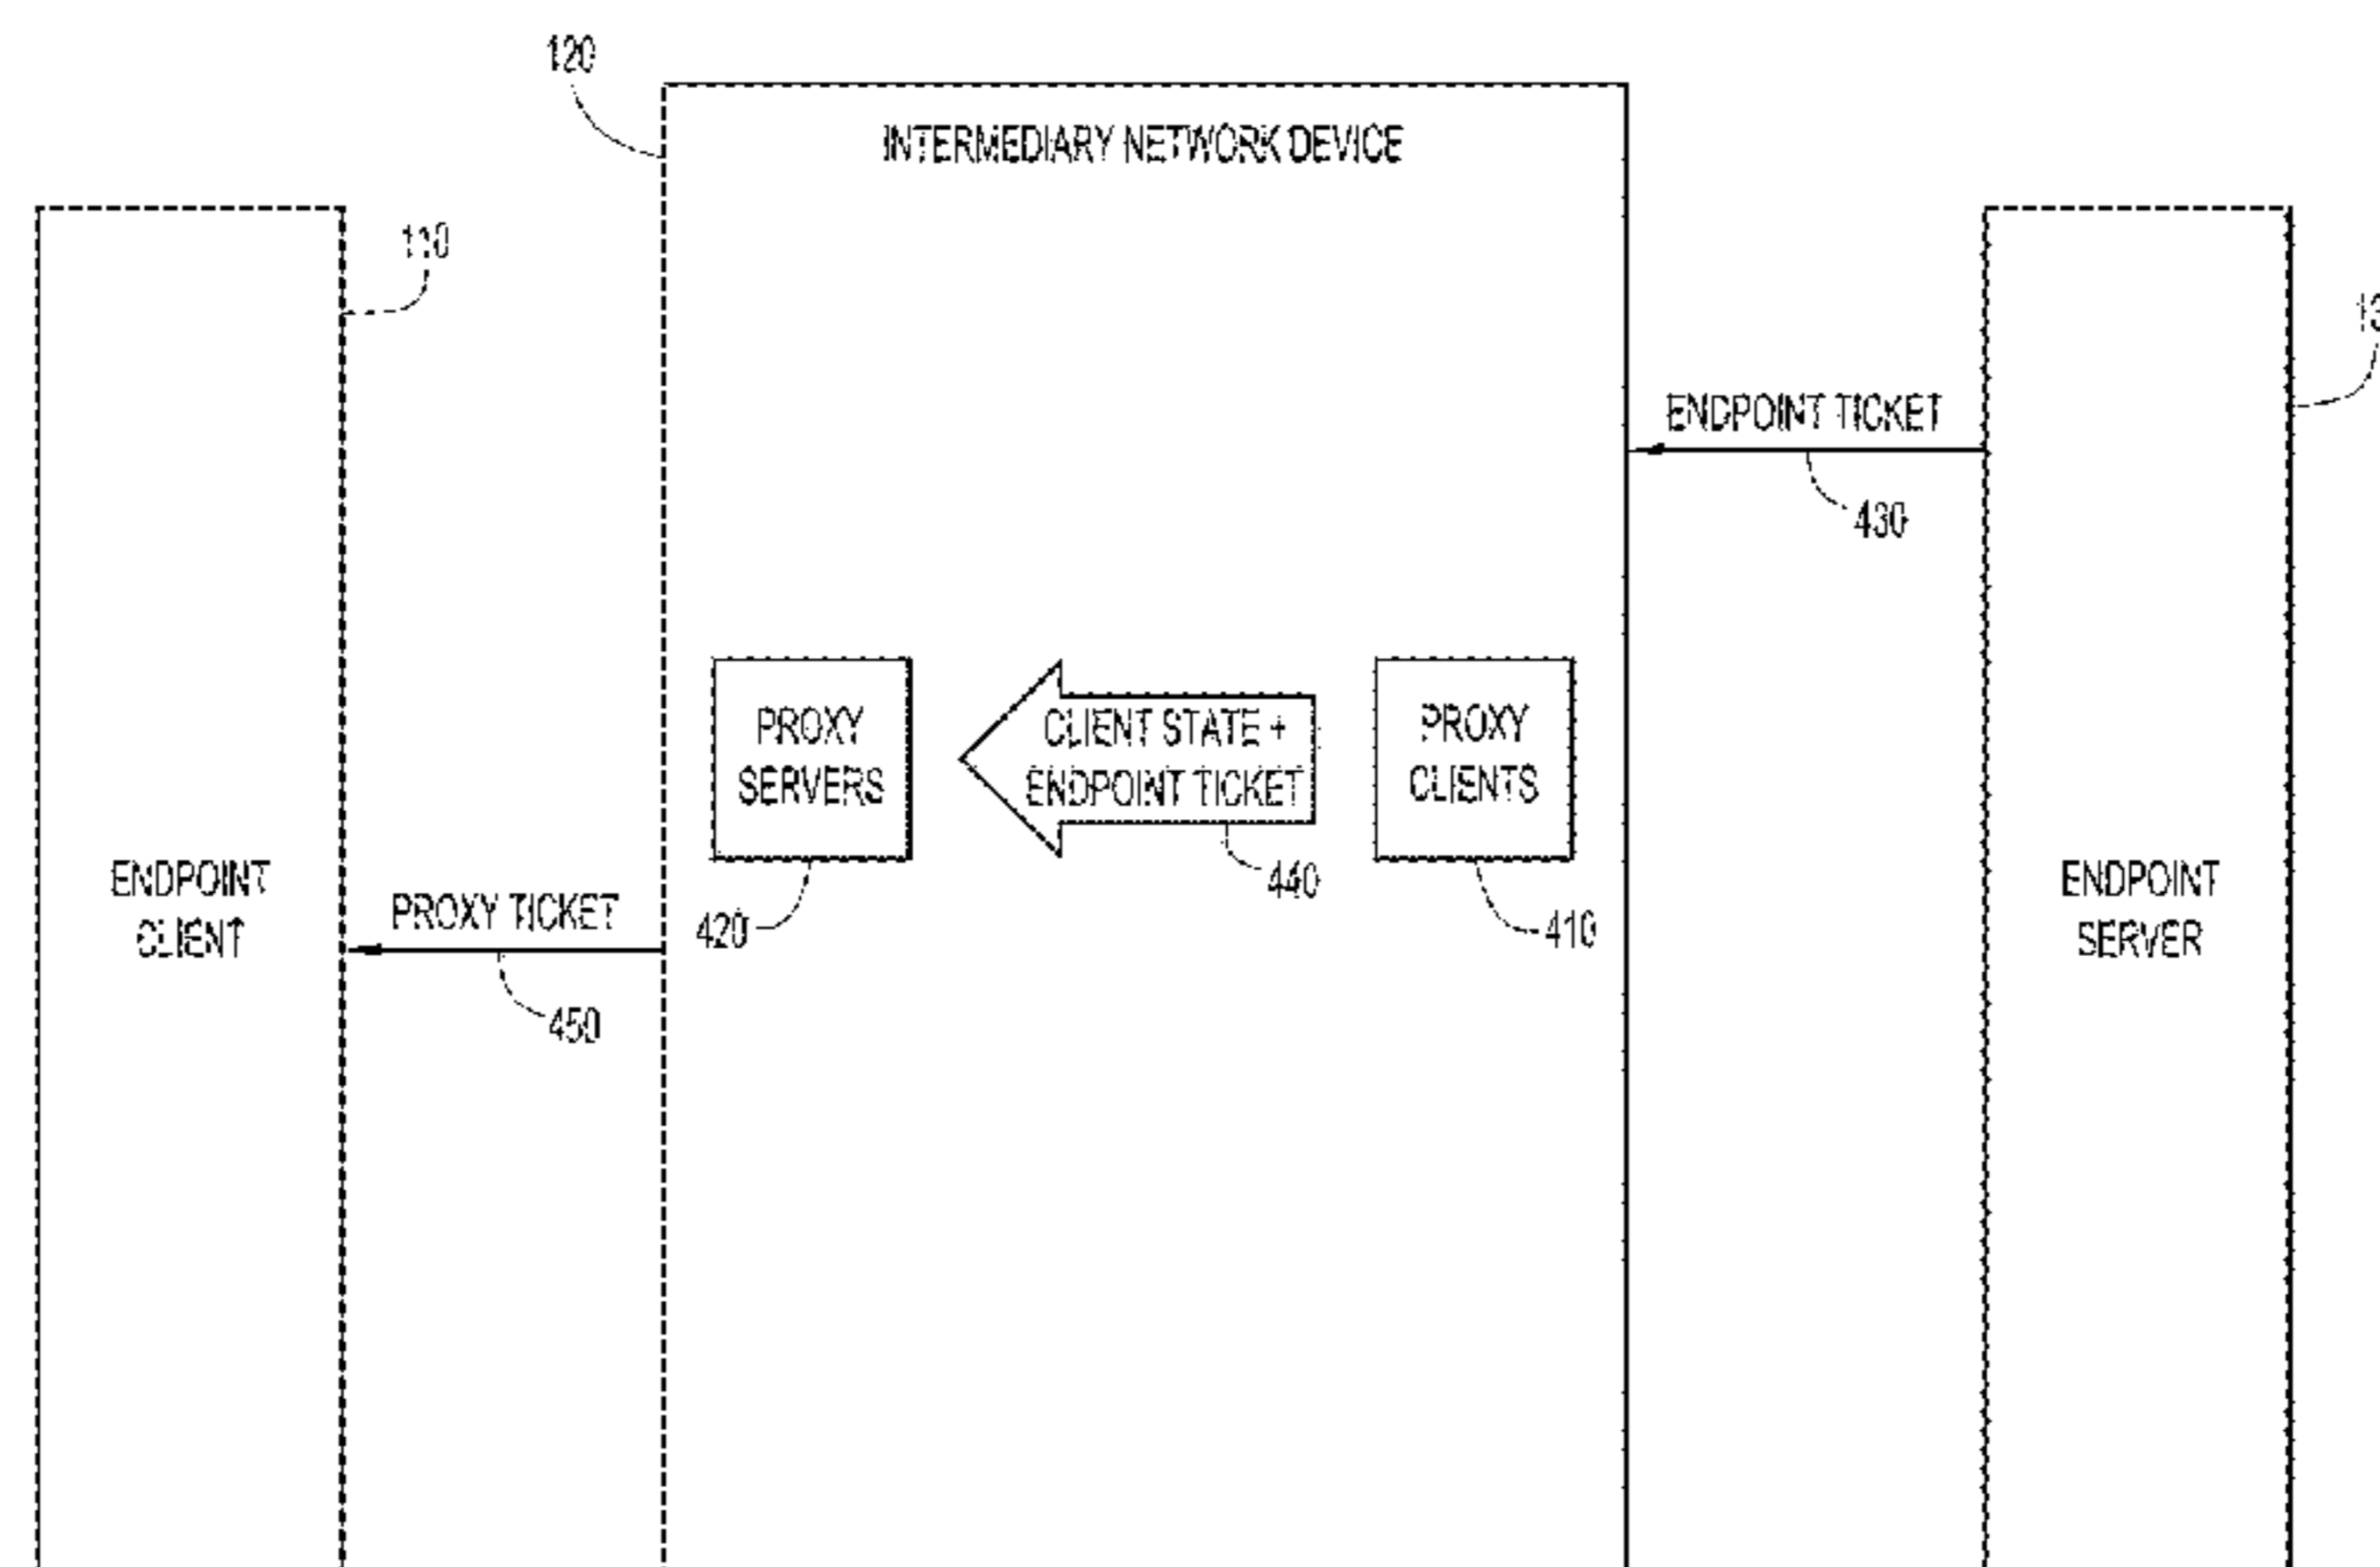 120
INTERMEDIARY NETWORK DEVICE
110
ENDPOINT TICKET
430
PROXY
SERVERS
CLIENT STATE +
ENDPOINT TICKET
PROXY
CLIENTS
440
420
410
ENDPOINT
CLIENT
PROXY TICKET
450
ENDPOINT
SERVER